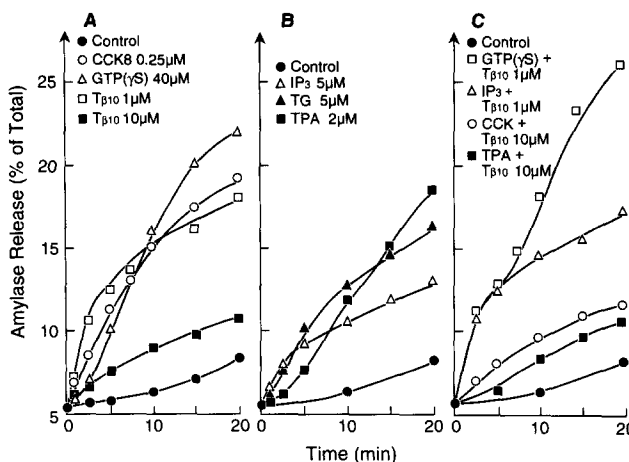 A
● Control
○ CCK8 0.25μM
△ GTP(γS) 40μM
□ Tβ10 1μM
■ Tβ10 10μM
B
● Control
△ IP3 5μM
▲ TG 5μM
■ TPA 2μM
C
● Control
□ GTP(γS) +
Tβ10 1μM
△ IP3 +
Tβ10 1μM
○ CCK +
Tβ10 10μM
■ TPA +
Tβ10 10μM
Amylase Release (% of Total)
25
20
15
10
5
0 10 20
0 10 20
0 10 20
Time (min)